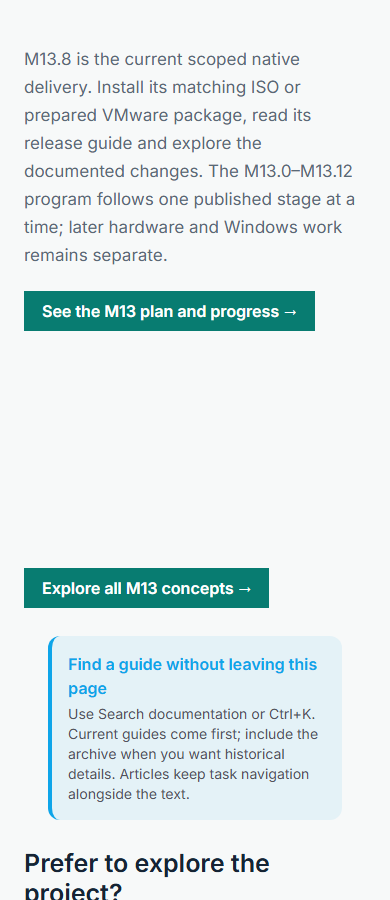 M13.8 is the current scoped native
delivery. Install its matching ISO or
prepared VMware package, read its
release guide and explore the
documented changes. The M13.0–M13.12
program follows one published stage at a
time; later hardware and Windows work
remains separate.
See the M13 plan and progress →
Explore all M13 concepts →
Find a guide without leaving this
page
Use Search documentation or Ctrl+K.
Current guides come first; include the
archive when you want historical
details. Articles keep task navigation
alongside the text.
Prefer to explore the
project?